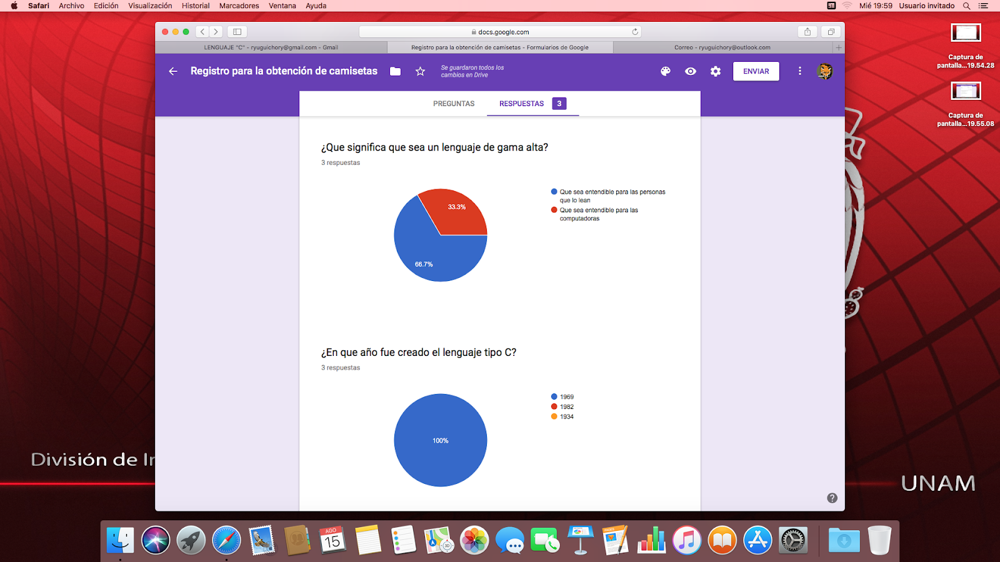 Safari Archivo Edición Visualización Historial Marcadores Ventana Ayuda Mié 19:59 Usuario invitado
docs.google.com
LENGUAJE "C" - ryuguichory@gmail.com - Gmail Registro para la obtención de camisetas - Formularios de Google Correo - ryuguichory@outlook.com
Registro para la obtención de camisetas
Se guardaron todos los
cambios en Drive
ENVIAR
PREGUNTAS RESPUESTAS 3
¿Que significa que sea un lenguaje de gama alta?
3 respuestas
33.3%
66.7%
Que sea entendible para las personas
que lo lean
Que sea entendible para las
computadoras
¿En que año fue creado el lenguaje tipo C?
3 respuestas
100%
1969
1982
1934
Captura de
pantalla...19.54.28
Captura de
pantalla...19.55.08
División de In
UNAM
AGO
15
3D
PAGES